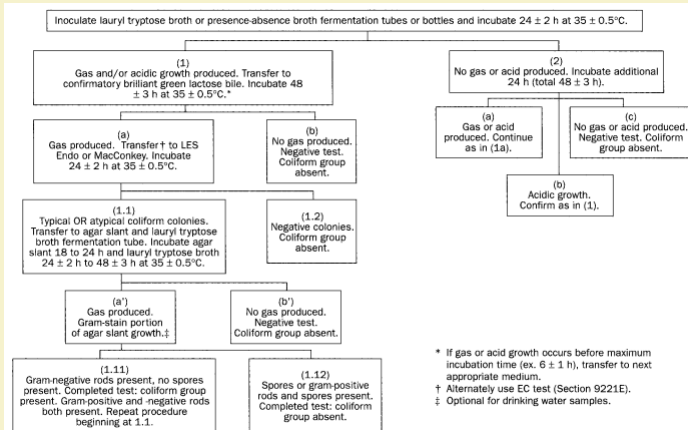 Inoculate lauryl tryptose broth or presence-absence broth fermentation tubes or bottles and incubate 24 ± 2 h at 35 ± 0.5°C.
(1)
Gas and/or acidic growth produced. Transfer to
confirmatory brilliant green lactose bile. Incubate 48
± 3 h at 35 ± 0.5°C.*
(2)
No gas or acid produced. Incubate additional
24 h (total 48 ± 3 h).
(a)
Gas produced. Transfer† to LES
Endo or MacConkey. Incubate
24 ± 2 h at 35 ± 0.5°C.
(b)
No gas produced.
Negative test.
Coliform group
absent.
(a)
Gas or acid
produced. Continue
as in (1a).
(c)
No gas or acid produced.
Negative test. Coliform
group absent.
(b)
Acidic growth.
Confirm as in (1).
(1.1)
Typical OR atypical coliform colonies.
Transfer to agar slant and lauryl tryptose
broth fermentation tube. Incubate agar
slant 18 to 24 h and lauryl tryptose broth
24 ± 2 h to 48 ± 3 h at 35 ± 0.5°C.
(1.2)
Negative colonies.
Coliform group
absent.
(a')
Gas produced.
Gram-stain portion
of agar slant growth.‡
(b')
No gas produced.
Negative test.
Coliform group absent.
(1.11)
Gram-negative rods present, no spores
present. Completed test: coliform group
present. Gram-positive and -negative rods
both present. Repeat procedure
beginning at 1.1.
(1.12)
Spores or gram-positive
rods and spores present.
Completed test: coliform
group absent.
* If gas or acid growth occurs before maximum
incubation time (ex. 6 ± 1 h), transfer to next
appropriate medium.
† Alternately use EC test (Section 9221E).
‡ Optional for drinking water samples.